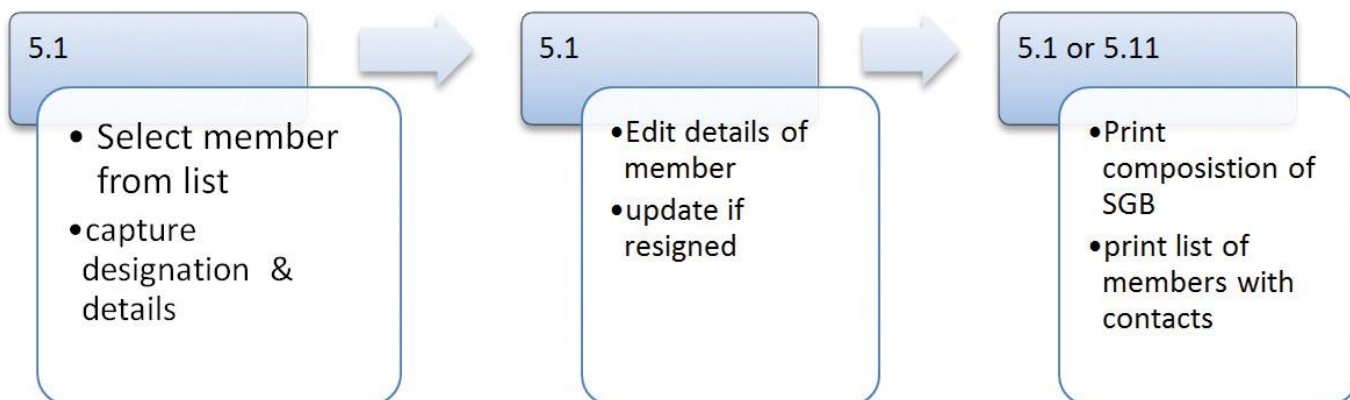 5.1
• Select member
from list
•capture
designation &
details
5.1
•Edit details of
member
•update if
resigned
5.1 or 5.11
•Print
composistion of
SGB
•print list of
members with
contacts